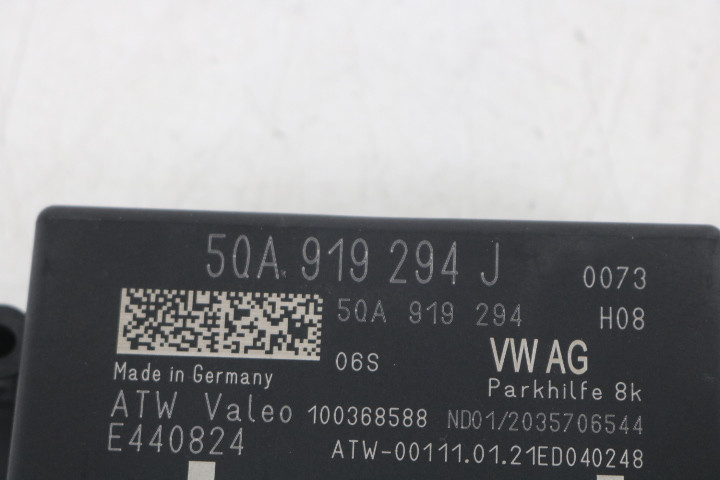 5QA 919 294 J 0073
5QA 919 294 H08
06S VW AG
Made in Germany Parkhilfe 8k
ATW Valeo 100368588 ND01/2035706544
E440824 ATW-00111.01.21ED040248